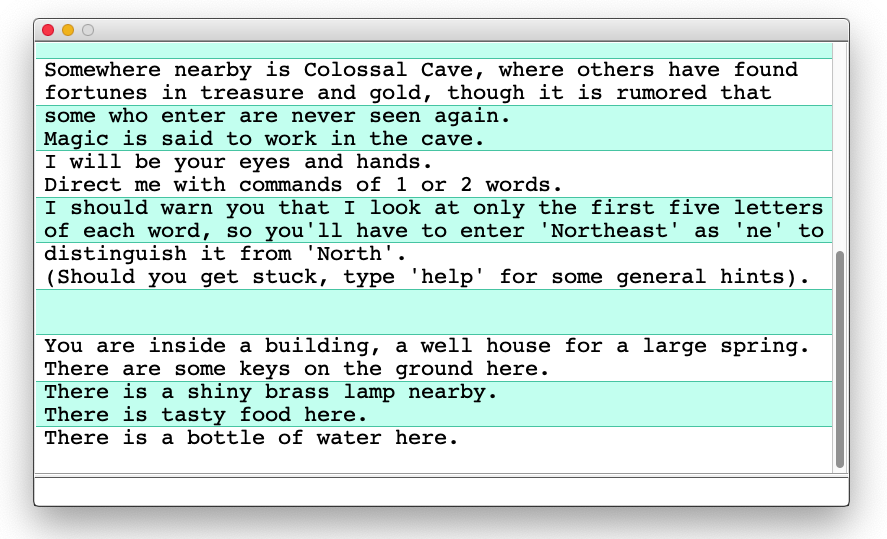 Somewhere nearby is Colossal Cave, where others have found
fortunes in treasure and gold, though it is rumored that
some who enter are never seen again.
Magic is said to work in the cave.
I will be your eyes and hands.
Direct me with commands of 1 or 2 words.
I should warn you that I look at only the first five letters
of each word, so you'll have to enter 'Northeast' as 'ne' to
distinguish it from 'North'.
(Should you get stuck, type 'help' for some general hints).
You are inside a building, a well house for a large spring.
There are some keys on the ground here.
There is a shiny brass lamp nearby.
There is tasty food here.
There is a bottle of water here.